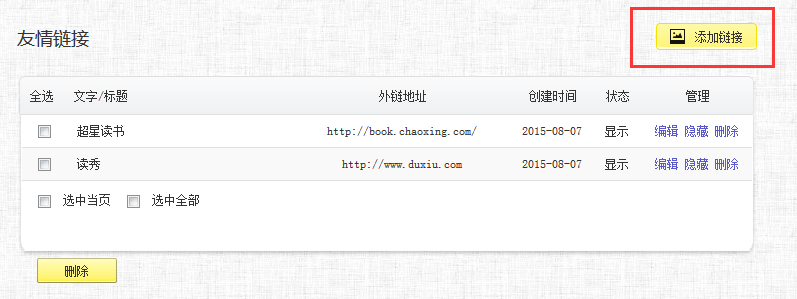 友情链接
添加链接
全选 文字/标题 外链地址 创建时间 状态 管理
超星读书 http://book.chaoxing.com/ 2015-08-07 显示 编辑 隐藏 删除
读秀 http://www.duxiu.com 2015-08-07 显示 编辑 隐藏 删除
选中当页 选中全部
删除